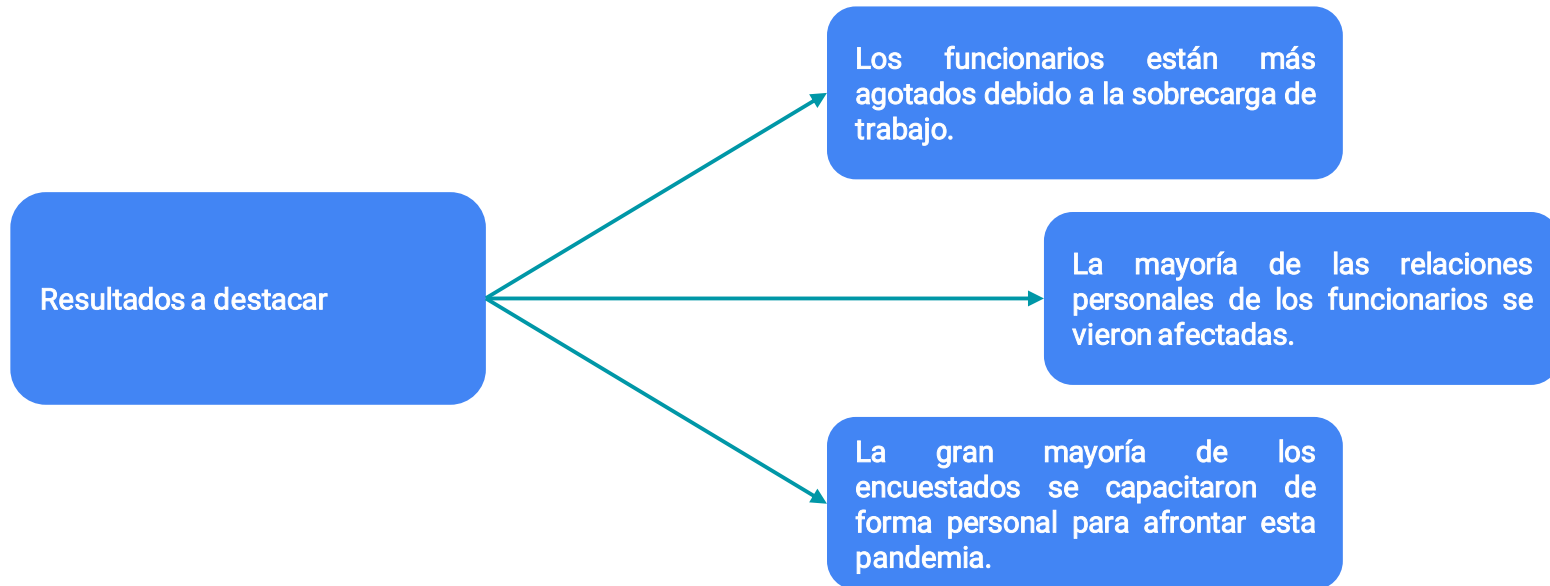 Resultados a destacar
Los funcionarios están más
agotados debido a la sobrecarga de
trabajo.
La mayoría de las relaciones
personales de los funcionarios se
vieron afectadas.
La gran mayoría de los
encuestados se capacitaron de
forma personal para afrontar esta
pandemia.